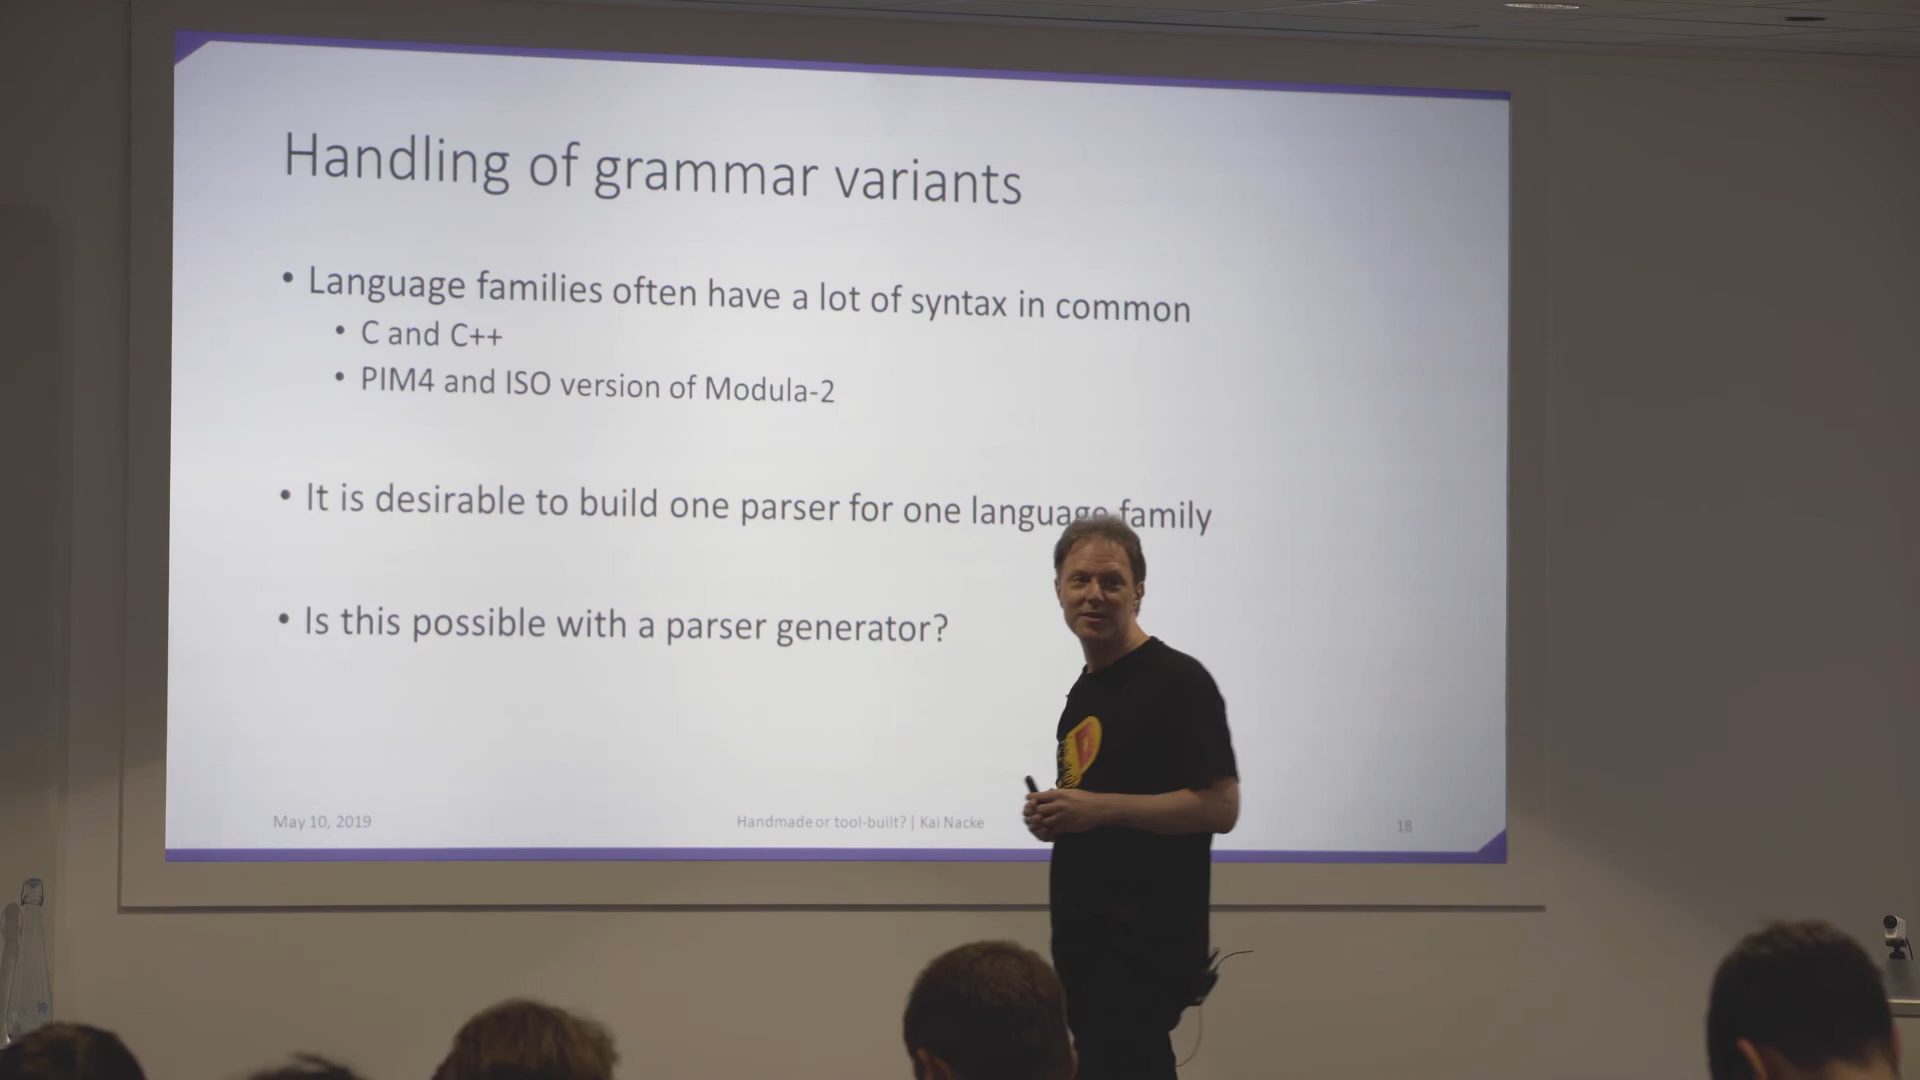 Handling of grammar variants
• Language families often have a lot of syntax in common
• C and C++
• PIM4 and ISO version of Modula-2
• It is desirable to build one parser for one language family
• Is this possible with a parser generator?
May 10, 2019
Handmade or tool-built? | Kai Nacke
18